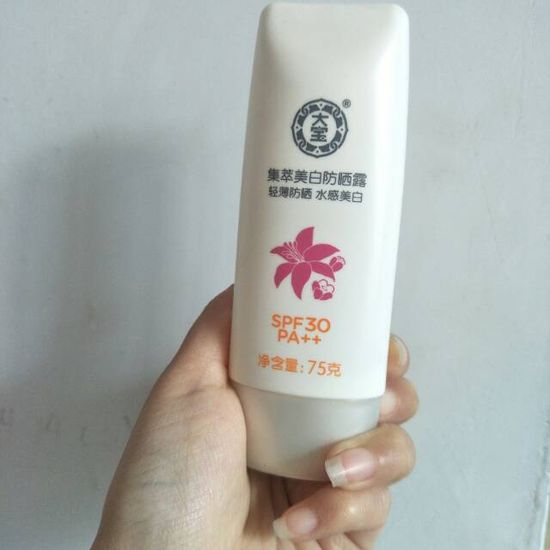 大宝
®
集萃美白防晒露
轻薄防晒 水感美白
SPF30
PA++
净含量:75克